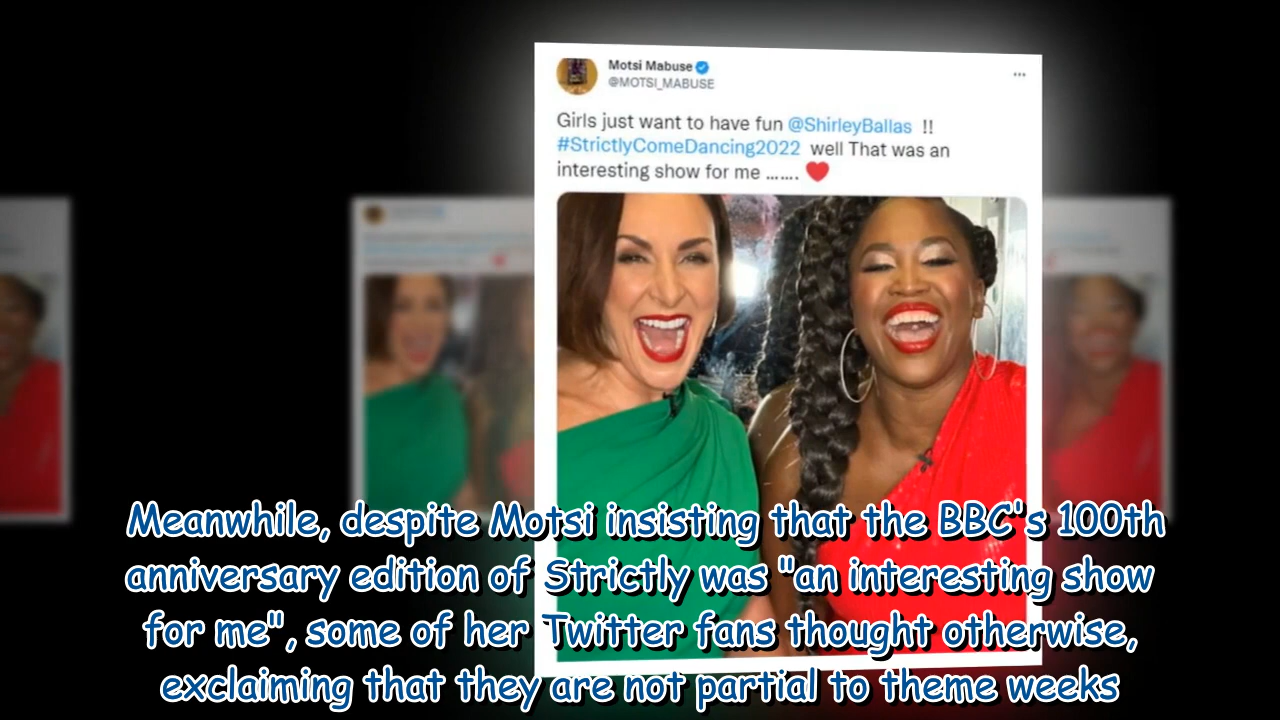 Motsi Mabuse
@MOTSI_MABUSE
Girls just want to have fun @ShirleyBallas !!
#StrictlyComeDancing2022 well That was an
interesting show for me ....... ❤
Meanwhile, despite Motsi insisting that the BBC's 100th
anniversary edition of Strictly was "an interesting show
for me", some of her Twitter fans thought otherwise,
exclaiming that they are not partial to theme weeks